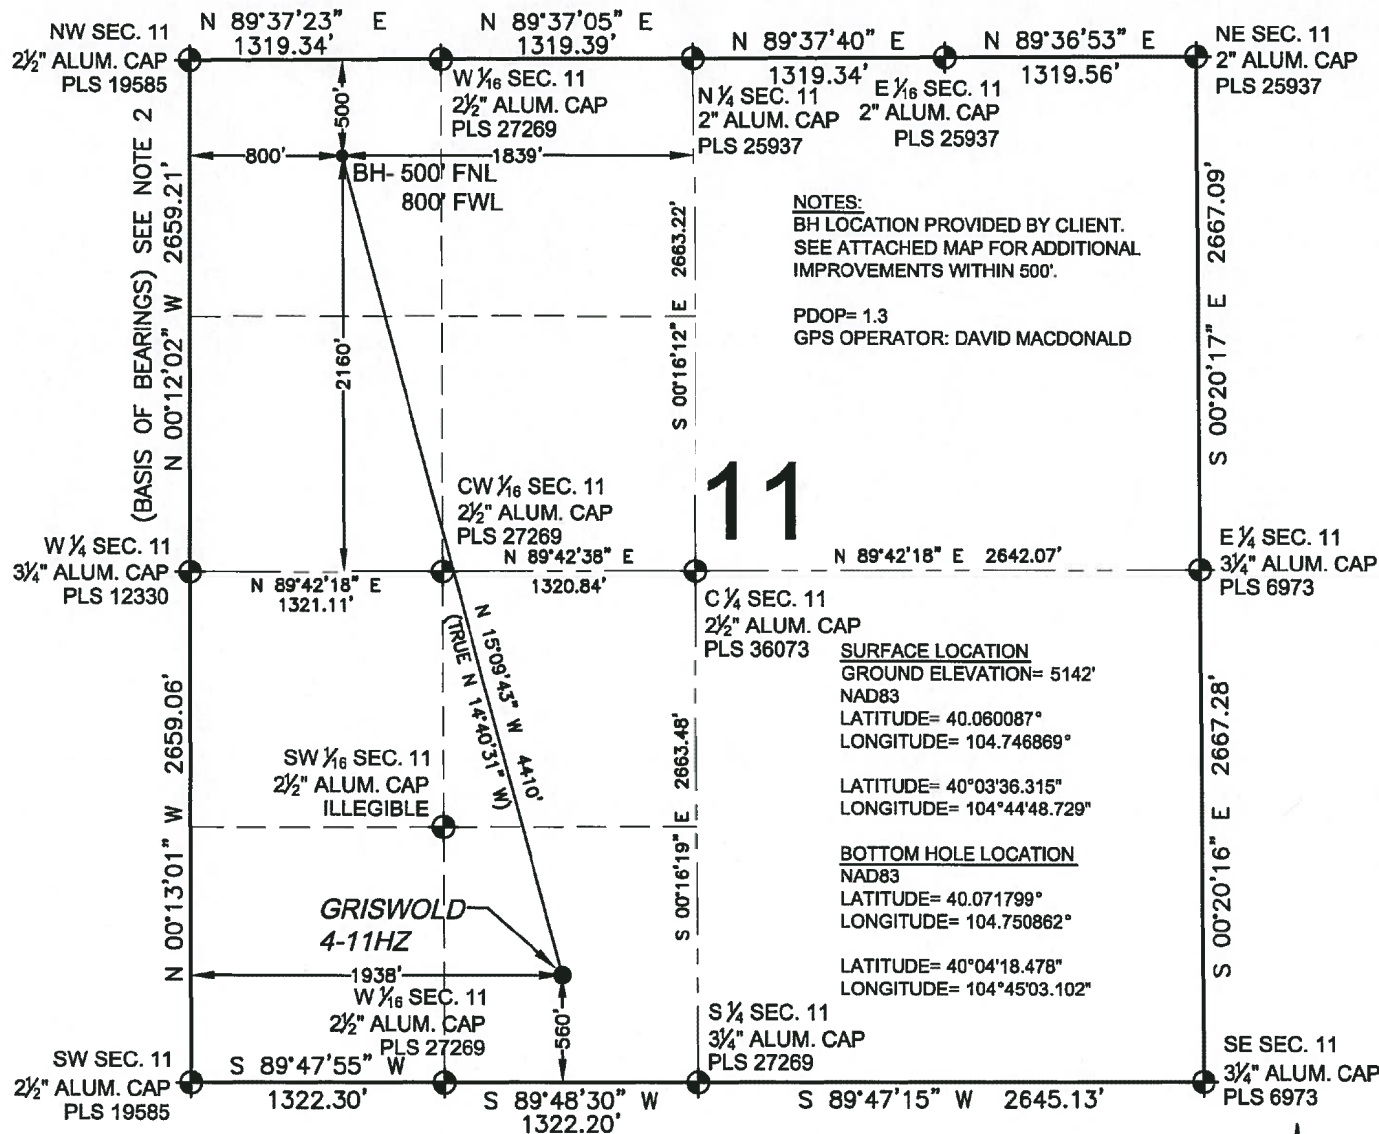 N 89°37'23" E
1319.34'
N 89°37'05" E
1319.39'
N 89°37'40" E
1319.34'
N 89°36'53" E
1319.56'
NW SEC. 11
2½" ALUM. CAP
PLS 19585
W 1/16 SEC. 11
2½" ALUM. CAP
PLS 27269
N ¼ SEC. 11
2" ALUM. CAP
PLS 25937
E 1/16 SEC. 11
2" ALUM. CAP
PLS 25937
NE SEC. 11
2" ALUM. CAP
PLS 25937
500'
800'
1839'
BH- 500' FNL
800' FWL
(BASIS OF BEARINGS) SEE NOTE 2
N 00°12'02" W 2659.21'
2160'
S 00°16'12" E 2663.22'
NOTES:
BH LOCATION PROVIDED BY CLIENT.
SEE ATTACHED MAP FOR ADDITIONAL
IMPROVEMENTS WITHIN 500'.
PDOP= 1.3
GPS OPERATOR: DAVID MACDONALD
S 00°20'17" E 2667.09'
11
CW 1/16 SEC. 11
2½" ALUM. CAP
PLS 27269
W ¼ SEC. 11
3¼" ALUM. CAP
PLS 12330
N 89°42'18" E
1321.11'
N 89°42'38" E
1320.84'
N 89°42'18" E 2642.07'
E ¼ SEC. 11
3¼" ALUM. CAP
PLS 6973
C ¼ SEC. 11
2½" ALUM. CAP
PLS 36073
N 15°09'43" W 4410'
(TRUE N 14°40'31" W)
SURFACE LOCATION
GROUND ELEVATION= 5142'
NAD83
LATITUDE= 40.060087°
LONGITUDE= 104.746869°
LATITUDE= 40°03'36.315"
LONGITUDE= 104°44'48.729"
BOTTOM HOLE LOCATION
NAD83
LATITUDE= 40.071799°
LONGITUDE= 104.750862°
LATITUDE= 40°04'18.478"
LONGITUDE= 104°45'03.102"
N 00°13'01" W 2659.06'
SW 1/16 SEC. 11
2½" ALUM. CAP
ILLEGIBLE
S 00°16'19" E 2663.48'
S 00°20'16" E 2667.28'
GRISWOLD
4-11HZ
1938'
560'
W 1/16 SEC. 11
2½" ALUM. CAP
PLS 27269
S ¼ SEC. 11
3¼" ALUM. CAP
PLS 27269
SW SEC. 11
2½" ALUM. CAP
PLS 19585
S 89°47'55" W
1322.30'
S 89°48'30" W
1322.20'
S 89°47'15" W 2645.13'
SE SEC. 11
3¼" ALUM. CAP
PLS 6973